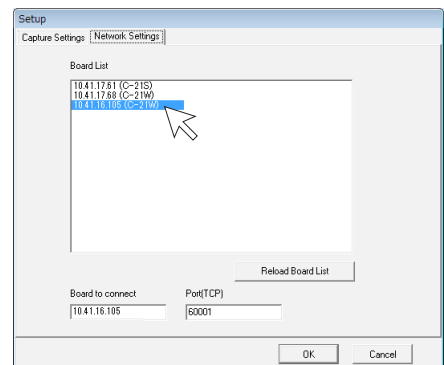 Setup
Capture Settings Network Settings
Board List
10.41.17.61 (C-21S)
10.41.17.68 (C-21W)
10.41.16.105 (C-21W)
Reload Board List
Board to connect Port(TCP)
10.41.16.105 60001
OK Cancel